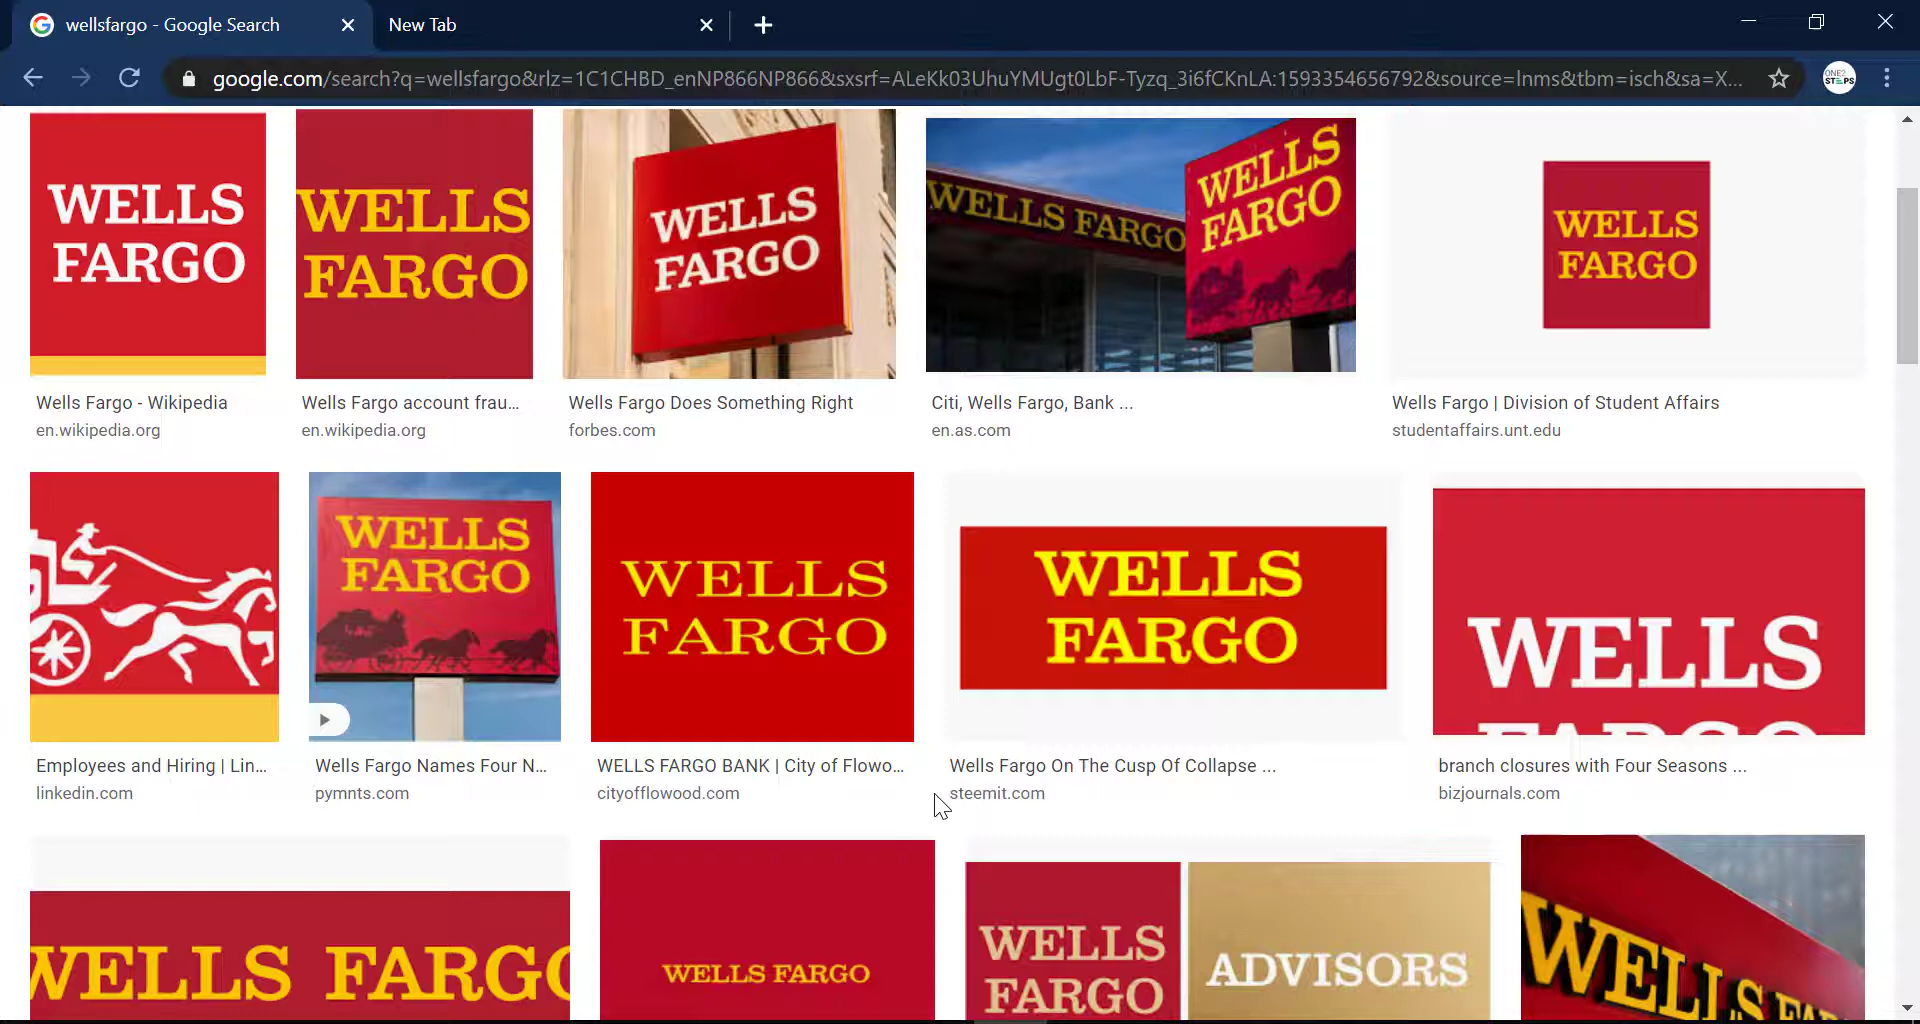 wellsfargo - Google Search
New Tab
google.com/search?q=wellsfargo&rlz=1C1CHBD_enNP866NP866&sxsrf=ALeKk03UhuYMUgt0LbF-Tyzq_3i6fCKnLA:1593354656792&source=lnms&tbm=isch&sa=X...
ONE2
STEPS
WELLS
FARGO
WELLS
FARGO
WELLS
FARGO
WELLS FARGO
WELLS
FARGO
WELLS
FARGO
Wells Fargo - Wikipedia
en.wikipedia.org
Wells Fargo account frau...
en.wikipedia.org
Wells Fargo Does Something Right
forbes.com
Citi, Wells Fargo, Bank ...
en.as.com
Wells Fargo | Division of Student Affairs
studentaffairs.unt.edu
WELLS
FARGO
WELLS
FARGO
WELLS
FARGO
WELLS
FARGO
Employees and Hiring | Lin...
linkedin.com
Wells Fargo Names Four N...
pymnts.com
WELLS FARGO BANK | City of Flowo...
cityofflowood.com
Wells Fargo On The Cusp Of Collapse ...
steemit.com
branch closures with Four Seasons ...
bizjournals.com
WELLS FARGO
WELLS FARGO
WELLS
FARGO
ADVISORS
WELLS FA